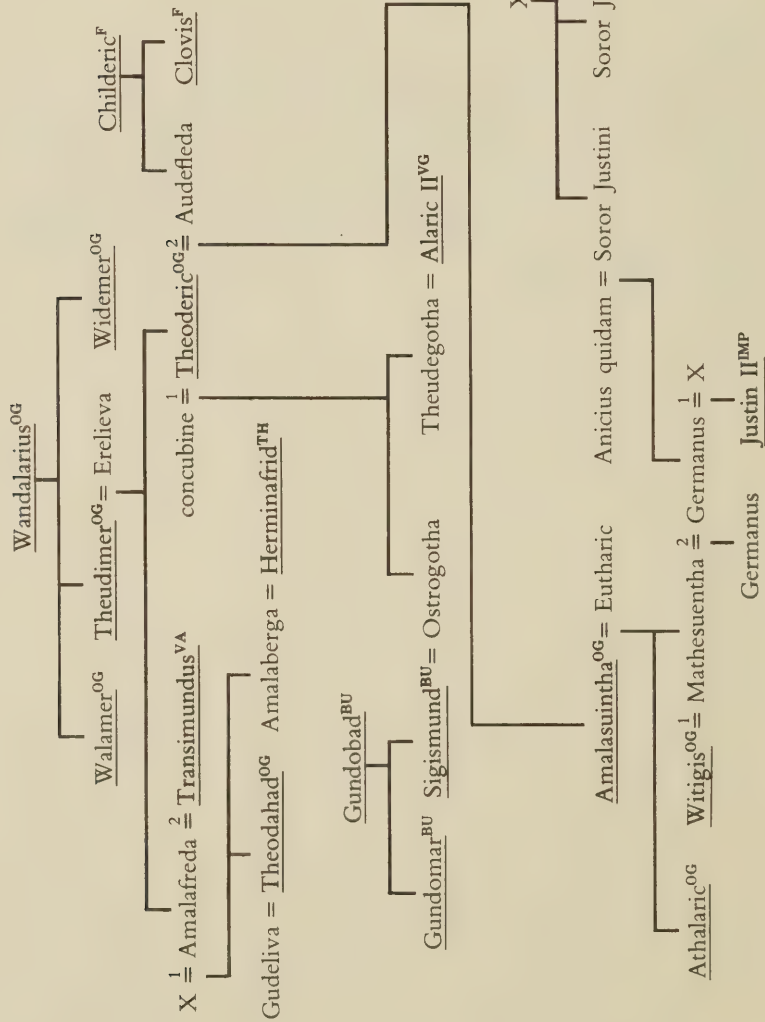 Wandalarius^OG
Childeric^F
Walamer^OG Theudimer^OG = Erelieva Widemer^OG
Audefleda Clovis^F
X =^1 Amalafreda =^2 Transimundus^VA concubine =^1 Theoderic^OG =^2 Audefleda
Gudeliva = Theodahad^OG Amalaberga = Herminafrid^TH
Gundobad^BU
Gundomar^BU Sigismund^BU = Ostrogotha Theudegotha = Alaric II^VG
X
Amalasuintha^OG = Eutharic Anicius quidam = Soror Justini Soror J
Athalaric^OG Witigis^OG =^1 Mathesuentha =^2 Germanus =^1 X
Germanus Justin II^IMP